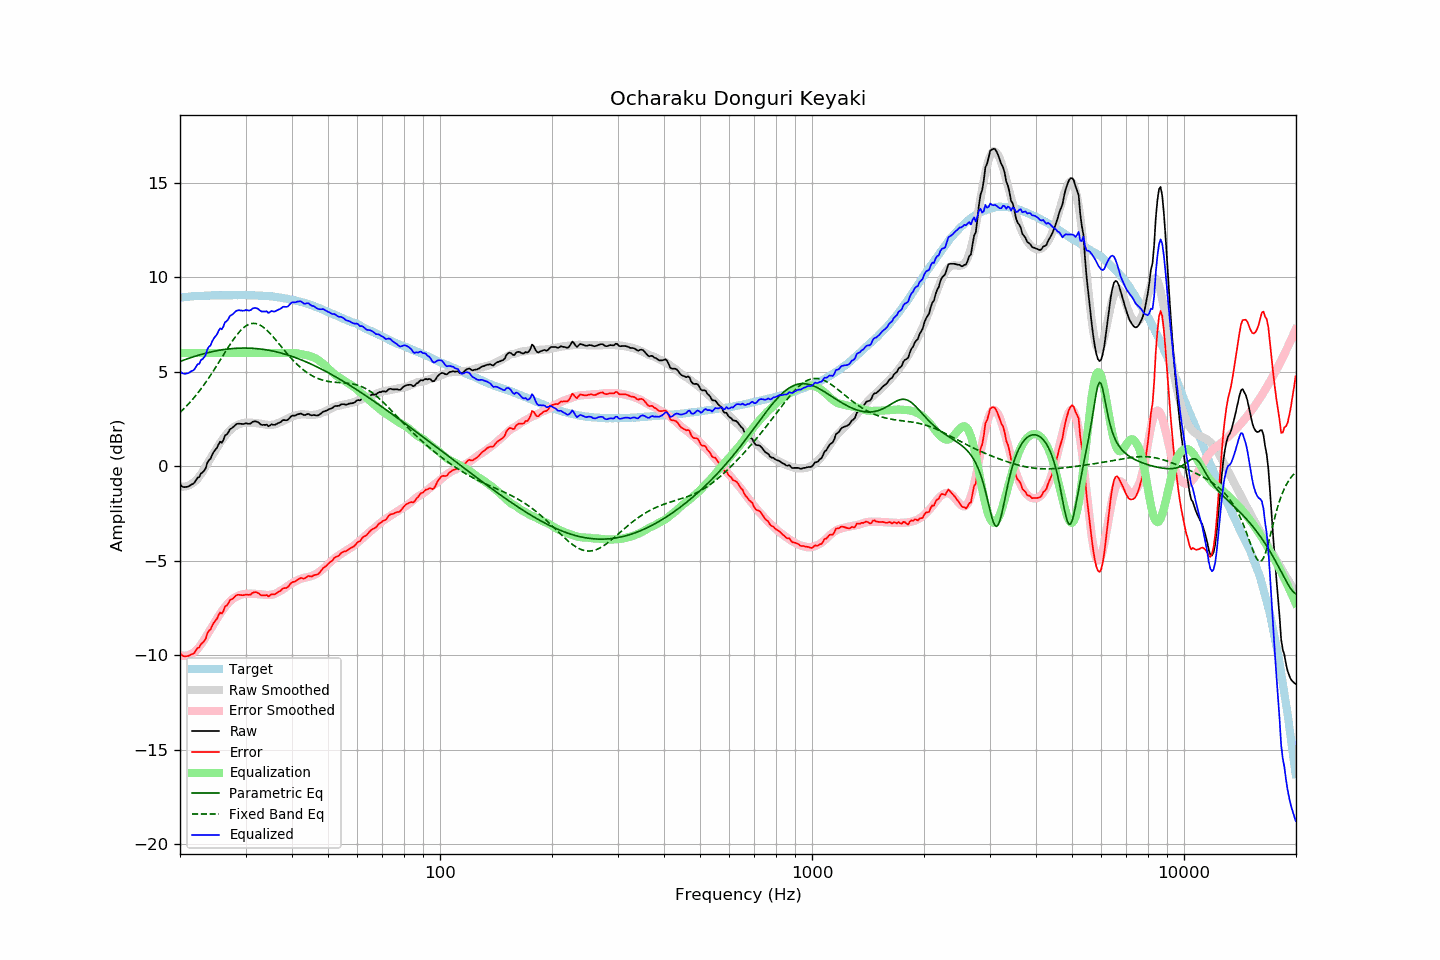 Ocharaku Donguri Keyaki
Amplitude (dBr)
15
10
5
0
−5
−10
−15
−20
Target
Raw Smoothed
Error Smoothed
Raw
Error
Equalization
Parametric Eq
Fixed Band Eq
Equalized
100
1000
10000
Frequency (Hz)